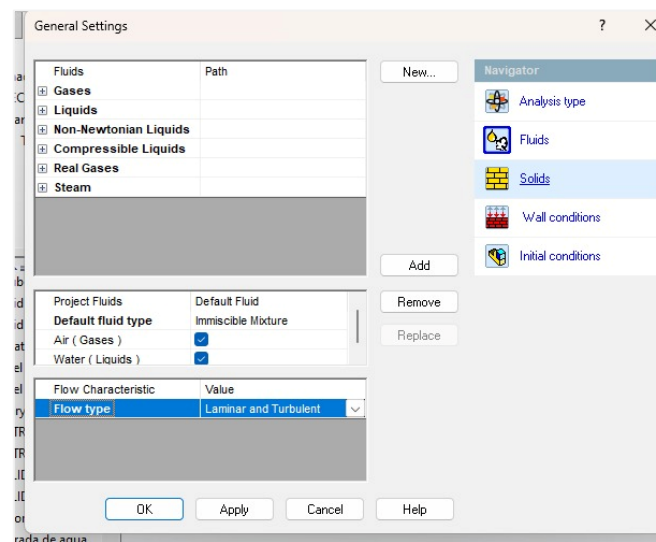 General Settings
?
Fluids Path
Gases
Liquids
Non-Newtonian Liquids
Compressible Liquids
Real Gases
Steam
New...
Add
Navigator
Analysis type
Fluids
Solids
Wall conditions
Initial conditions
Project Fluids Default Fluid
Default fluid type Immiscible Mixture
Air ( Gases )
Water ( Liquids )
Remove
Replace
Flow Characteristic Value
Flow type Laminar and Turbulent
OK Apply Cancel Help
rada de agua